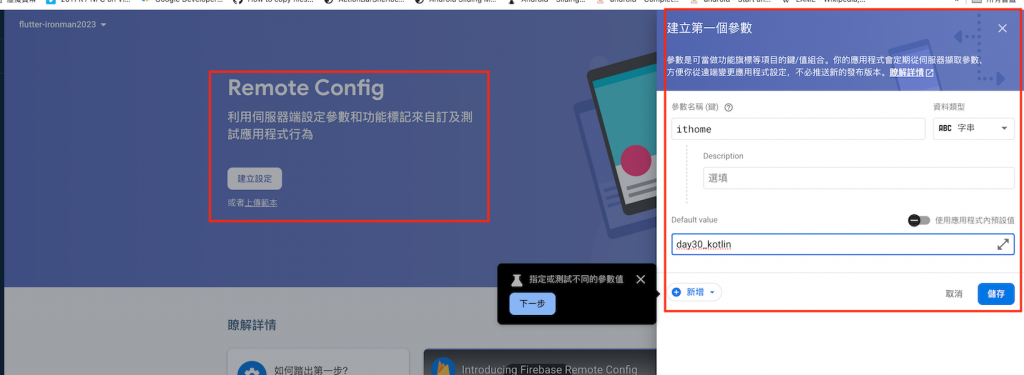 flutter-ironman2023
Remote Config
利用伺服器端設定參數和功能標記來自訂及測
試應用程式行為
建立設定
或者上傳範本
指定或測試不同的參數值
下一步
瞭解詳情
如何踏出第一步?
Introducing Firebase Remote Config
建立第一個參數
參數是可當做功能旗標等項目的鍵/值組合。你的應用程式會定期從伺服器擷取參數,
方便你從遠端變更應用程式設定，不必推送新的發布版本。瞭解詳情
參數名稱 (鍵)
資料類型
ithome
ABC 字串
Description
選填
Default value
使用應用程式內預設值
day30_kotlin
新增
取消
儲存